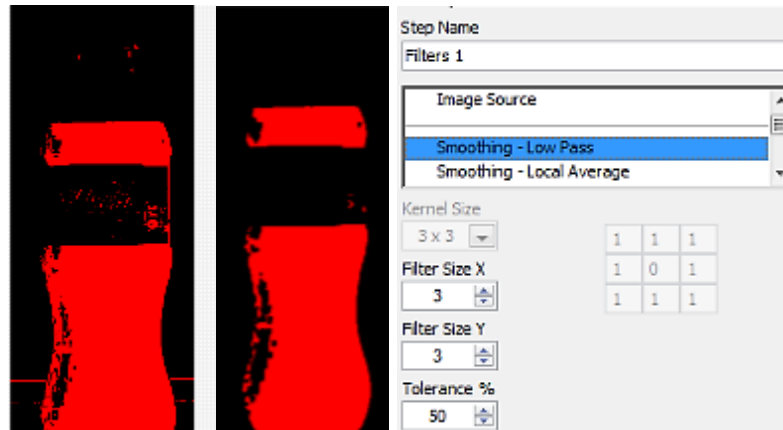 Step Name
Filters 1
Image Source
Smoothing - Low Pass
Smoothing - Local Average
Kernel Size
3 x 3
1 1 1
1 0 1
1 1 1
Filter Size X
3
Filter Size Y
3
Tolerance %
50